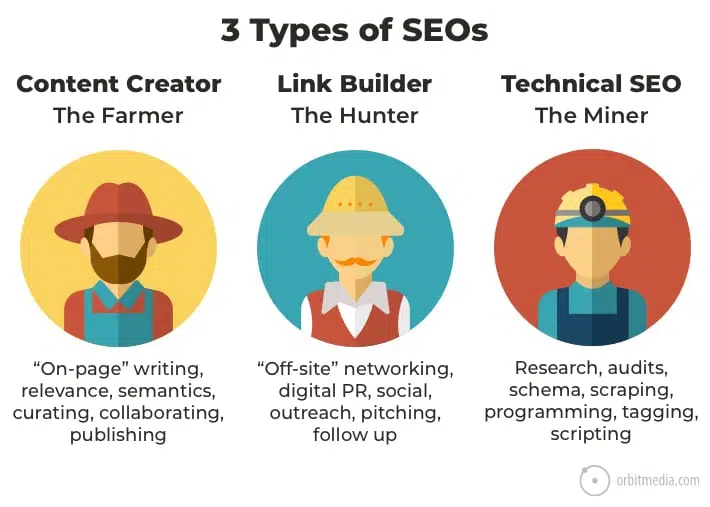 3 Types of SEOs
Content Creator
The Farmer
“On-page” writing,
relevance, semantics,
curating, collaborating,
publishing
Link Builder
The Hunter
“Off-site” networking,
digital PR, social,
outreach, pitching,
follow up
Technical SEO
The Miner
Research, audits,
schema, scraping,
programming, tagging,
scripting
orbitmedia.com